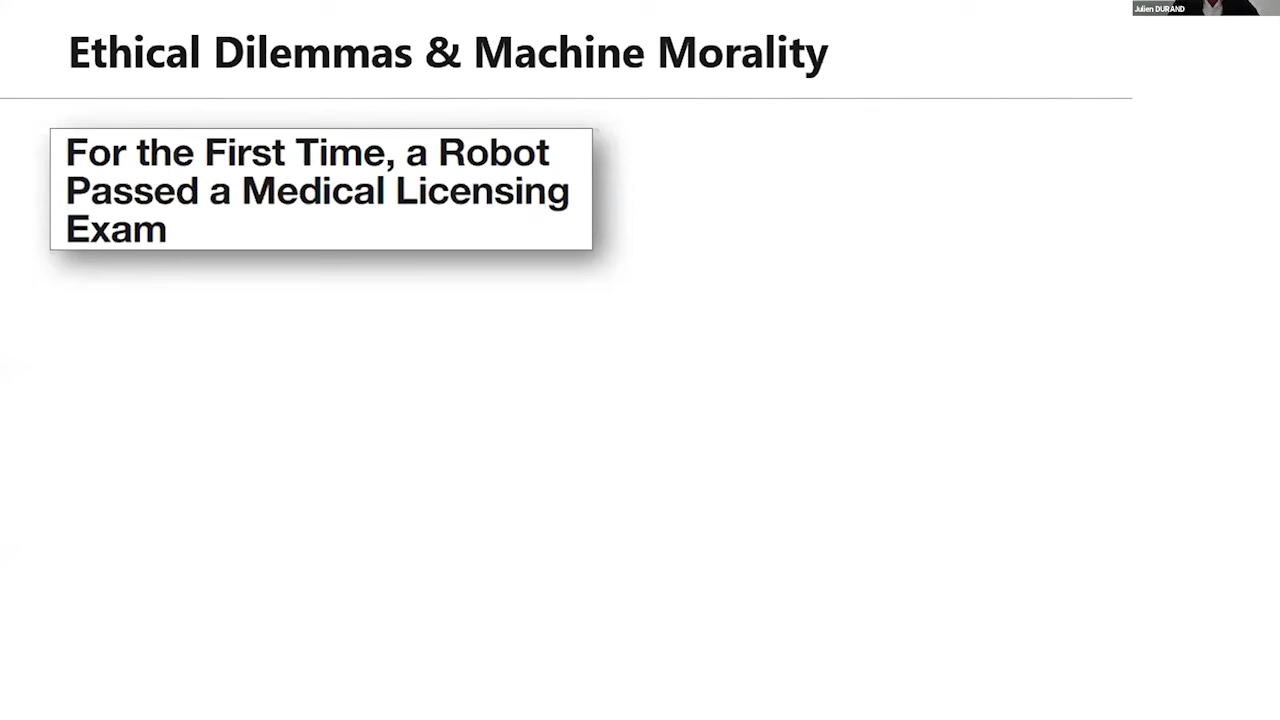 Julien DURAND
Ethical Dilemmas & Machine Morality
For the First Time, a Robot
Passed a Medical Licensing
Exam